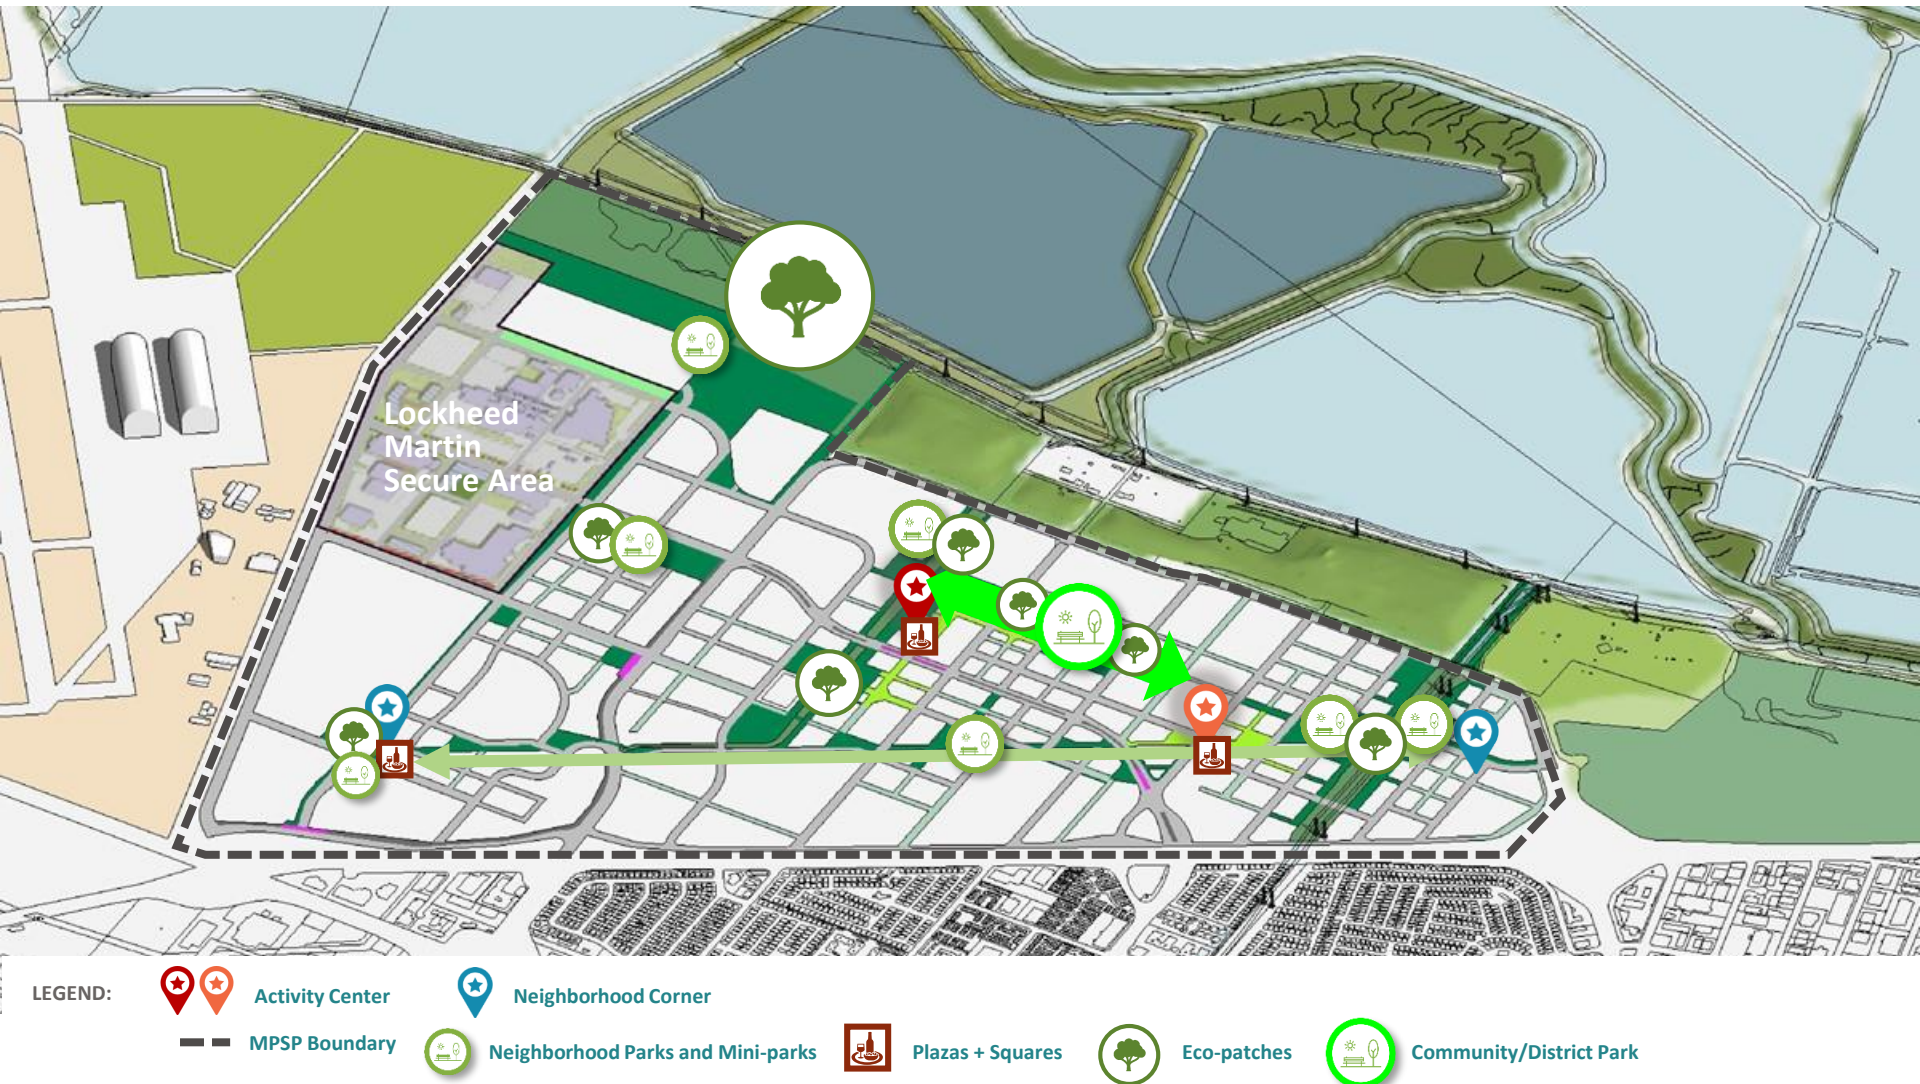 Lockheed
Martin
Secure Area
LEGEND:
Activity Center
Neighborhood Corner
MPSP Boundary
Neighborhood Parks and Mini-parks
Plazas + Squares
Eco-patches
Community/District Park